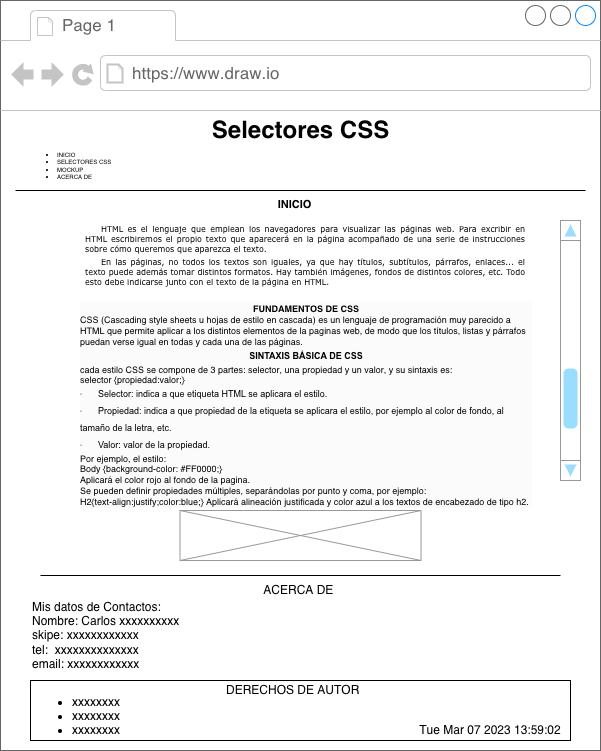 Page 1
https://www.draw.io
Selectores CSS
• INICIO
• SELECTORES CSS
• MOCKUP
• ACERCA DE
INICIO
HTML es el lenguaje que emplean los navegadores para visualizar las páginas web. Para excribir en
HTML escribiremos el propio texto que aparecerá en la página acompañado de una serie de instrucciones
sobre cómo queremos que aparezca el texto.
En las páginas, no todos los textos son iguales, ya que hay títulos, subtítulos, párrafos, enlaces... el
texto puede además tomar distintos formatos. Hay también imágenes, fondos de distintos colores, etc. Todo
esto debe indicarse junto con el texto de la página en HTML.
FUNDAMENTOS DE CSS
CSS (Cascading style sheets u hojas de estilo en cascada) es un lenguaje de programación muy parecido a
HTML que permite aplicar a los distintos elementos de la paginas web, de modo que los títulos, listas y párrafos
puedan verse igual en todas y cada una de las páginas.
SINTAXIS BÁSICA DE CSS
cada estilo CSS se compone de 3 partes: selector, una propiedad y un valor, y su sintaxis es:
selector {propiedad:valor;}
· Selector: indica a que etiqueta HTML se aplicara el estilo.
· Propiedad: indica a que propiedad de la etiqueta se aplicara el estilo, por ejemplo al color de fondo, al
tamaño de la letra, etc.
· Valor: valor de la propiedad.
Por ejemplo, el estilo:
Body {background-color: #FF0000;}
Aplicará el color rojo al fondo de la pagina.
Se pueden definir propiedades múltiples, separándolas por punto y coma, por ejemplo:
H2{text-align:justify;color:blue;} Aplicará alineación justificada y color azul a los textos de encabezado de tipo h2.
ACERCA DE
Mis datos de Contactos:
Nombre: Carlos xxxxxxxxxx
skipe: xxxxxxxxxxxx
tel: xxxxxxxxxxxxxx
email: xxxxxxxxxxxx
DERECHOS DE AUTOR
• xxxxxxxx
• xxxxxxxx
• xxxxxxxx Tue Mar 07 2023 13:59:02